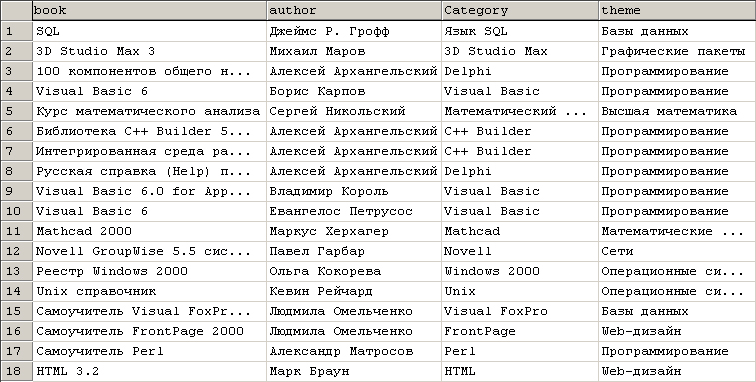 book author Category theme
1 SQL Джеймс Р. Грофф Язык SQL Базы данных
2 3D Studio Max 3 Михаил Маров 3D Studio Max Графические пакеты
3 100 компонентов общего н... Алексей Архангельский Delphi Программирование
4 Visual Basic 6 Борис Карпов Visual Basic Программирование
5 Курс математического анализа Сергей Никольский Математический ... Высшая математика
6 Библиотека C++ Builder 5... Алексей Архангельский C++ Builder Программирование
7 Интегрированная среда ра... Алексей Архангельский C++ Builder Программирование
8 Русская справка (Help) п... Алексей Архангельский Delphi Программирование
9 Visual Basic 6.0 for App... Владимир Король Visual Basic Программирование
10 Visual Basic 6 Евангелос Петрусос Visual Basic Программирование
11 Mathcad 2000 Маркус Херхагер Mathcad Математические ...
12 Novell GroupWise 5.5 сис... Павел Гарбар Novell Сети
13 Реестр Windows 2000 Ольга Кокорева Windows 2000 Операционные си...
14 Unix справочник Кевин Рейчард Unix Операционные си...
15 Самоучитель Visual FoxPr... Людмила Омельченко Visual FoxPro Базы данных
16 Самоучитель FrontPage 2000 Людмила Омельченко FrontPage Web-дизайн
17 Самоучитель Perl Александр Матросов Perl Программирование
18 HTML 3.2 Марк Браун HTML Web-дизайн